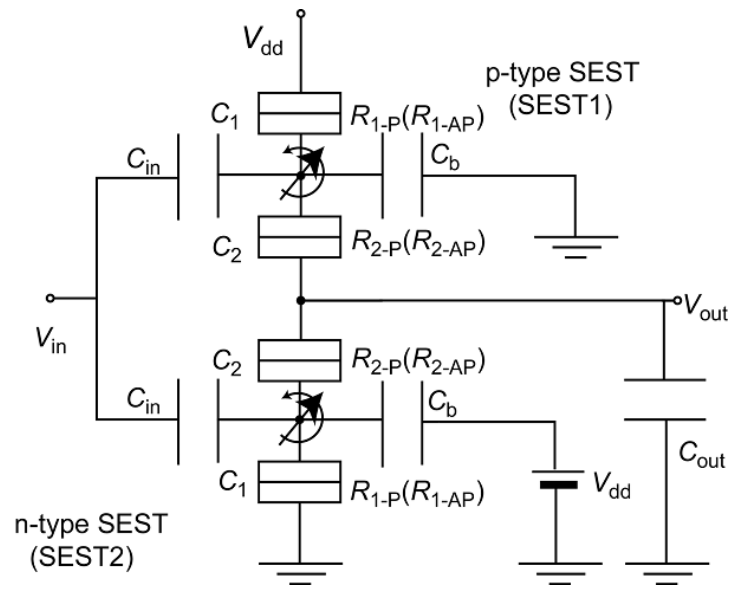 V_dd
p-type SEST
(SEST1)
C_1
R_1-P(R_1-AP)
C_in
C_b
C_2
R_2-P(R_2-AP)
V_in
V_out
C_2
R_2-P(R_2-AP)
C_in
C_b
C_out
C_1
R_1-P(R_1-AP)
V_dd
n-type SEST
(SEST2)